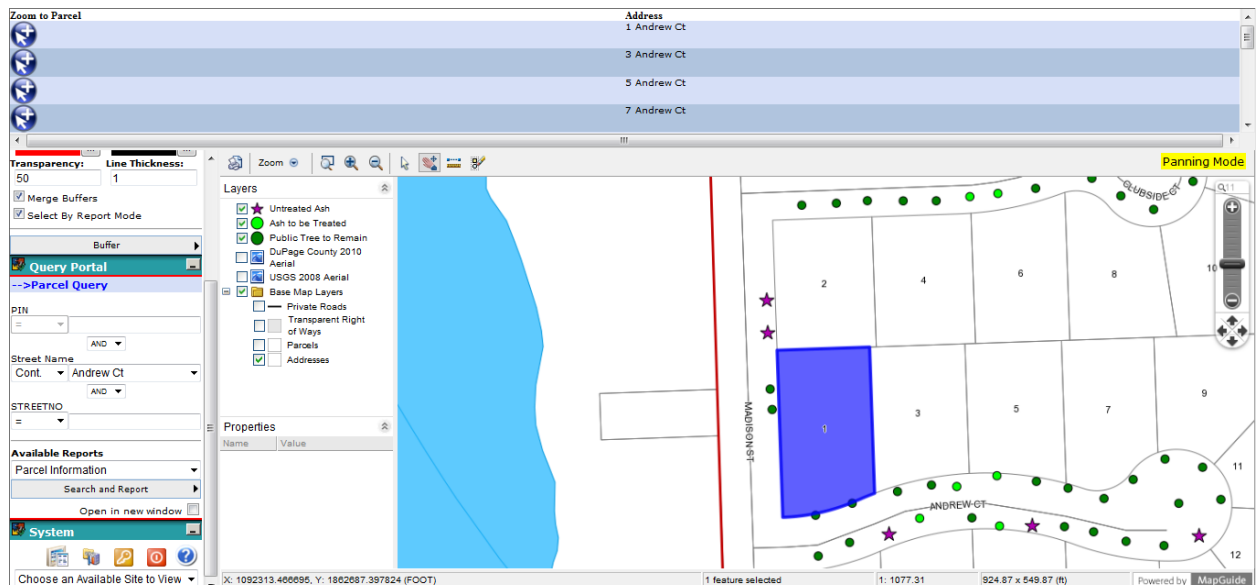 Zoom to Parcel Address
1 Andrew Ct
3 Andrew Ct
5 Andrew Ct
7 Andrew Ct
Transparency: Line Thickness:
50 1
Merge Buffers
Select By Report Mode
Buffer
Query Portal
-->Parcel Query
PIN
=
AND
Street Name
Cont. Andrew Ct
AND
STREETNO
=
Available Reports
Parcel Information
Search and Report
Open in new window
System
Choose an Available Site to View
Zoom
Panning Mode
Layers
Untreated Ash
Ash to be Treated
Public Tree to Remain
DuPage County 2010
Aerial
USGS 2008 Aerial
Base Map Layers
Private Roads
Transparent Right
of Ways
Parcels
Addresses
Properties
Name Value
CLUBSIDE CT
11
2
4
6
8
10
MADISON ST
1
3
5
7
9
11
ANDREW CT
12
X: 1092313.466695, Y: 1862687.397824 (FOOT)
1 feature selected
1: 1077.31
924.87 x 549.87 (ft)
Powered by MapGuide